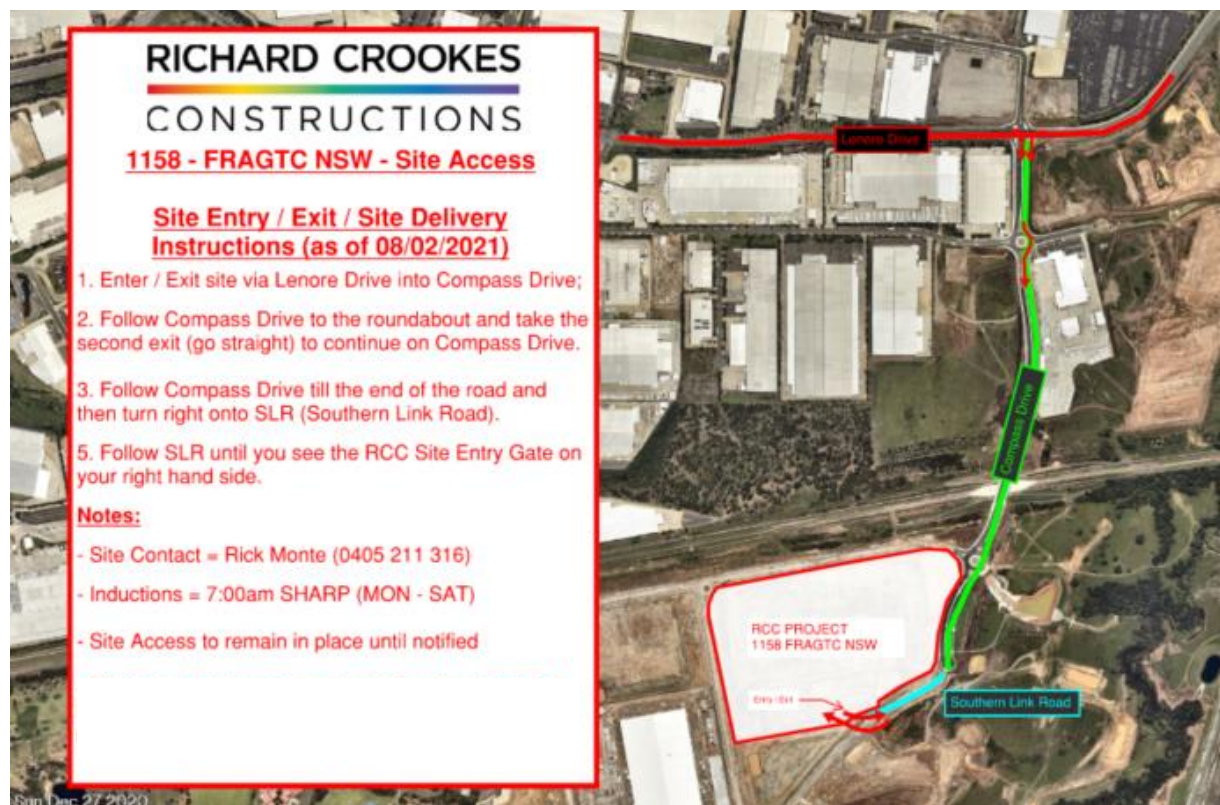 RICHARD CROOKES
CONSTRUCTIONS
1158 - FRAGTC NSW - Site Access
Site Entry / Exit / Site Delivery
Instructions (as of 08/02/2021)
1. Enter / Exit site via Lenore Drive into Compass Drive;
2. Follow Compass Drive to the roundabout and take the
second exit (go straight) to continue on Compass Drive.
3. Follow Compass Drive till the end of the road and
then turn right onto SLR (Southern Link Road).
5. Follow SLR until you see the RCC Site Entry Gate on
your right hand side.
Notes:
- Site Contact = Rick Monte (0405 211 316)
- Inductions = 7:00am SHARP (MON - SAT)
- Site Access to remain in place until notified
Sun Dec 27 2020
Lenore Drive
Compass Drive
RCC PROJECT
1158 FRAGTC NSW
Entry / Exit
Southern Link Road